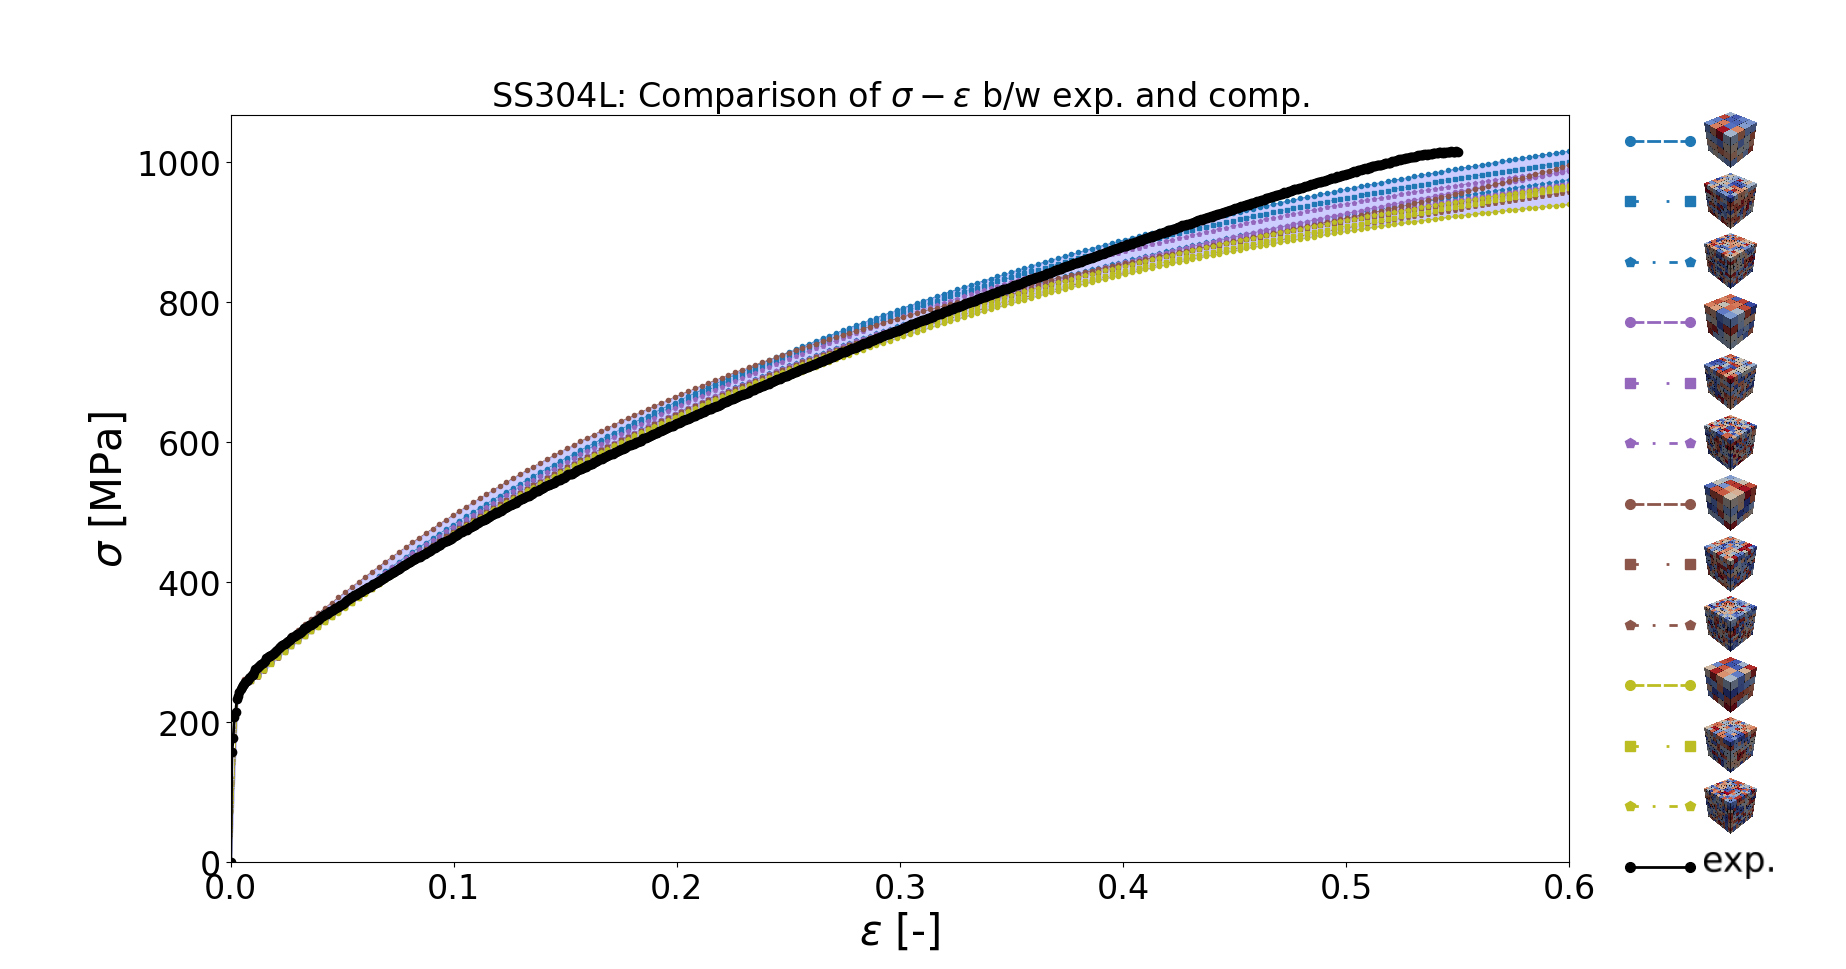 SS304L: Comparison of σ − ε b/w exp. and comp.
1000
800
600
400
200
0
σ [MPa]
0.0 0.1 0.2 0.3 0.4 0.5 0.6
ε [-]
exp.